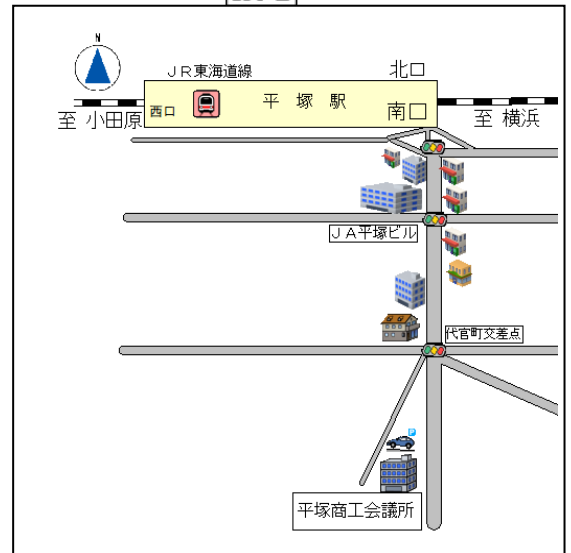 N
JR東海道線
北口
西口
平塚駅
南口
至 小田原
至 横浜
JA平塚ビル
代官町交差点
P
平塚商工会議所